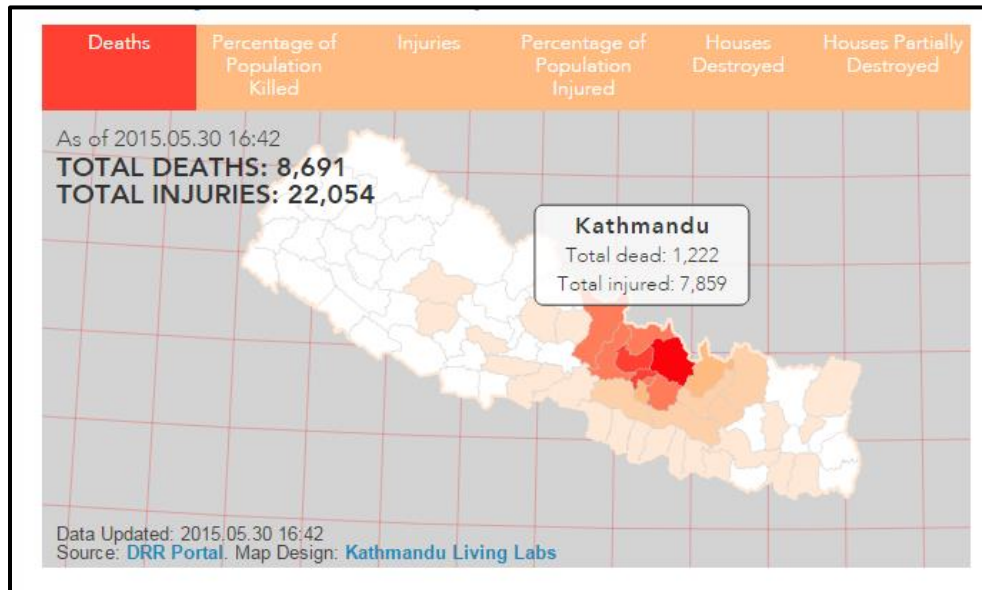 Deaths
Percentage of
Population
Killed
Injuries
Percentage of
Population
Injured
Houses
Destroyed
Houses Partially
Destroyed
As of 2015.05.30 16:42
TOTAL DEATHS: 8,691
TOTAL INJURIES: 22,054
Kathmandu
Total dead: 1,222
Total injured: 7,859
Data Updated: 2015.05.30 16:42
Source: DRR Portal. Map Design: Kathmandu Living Labs